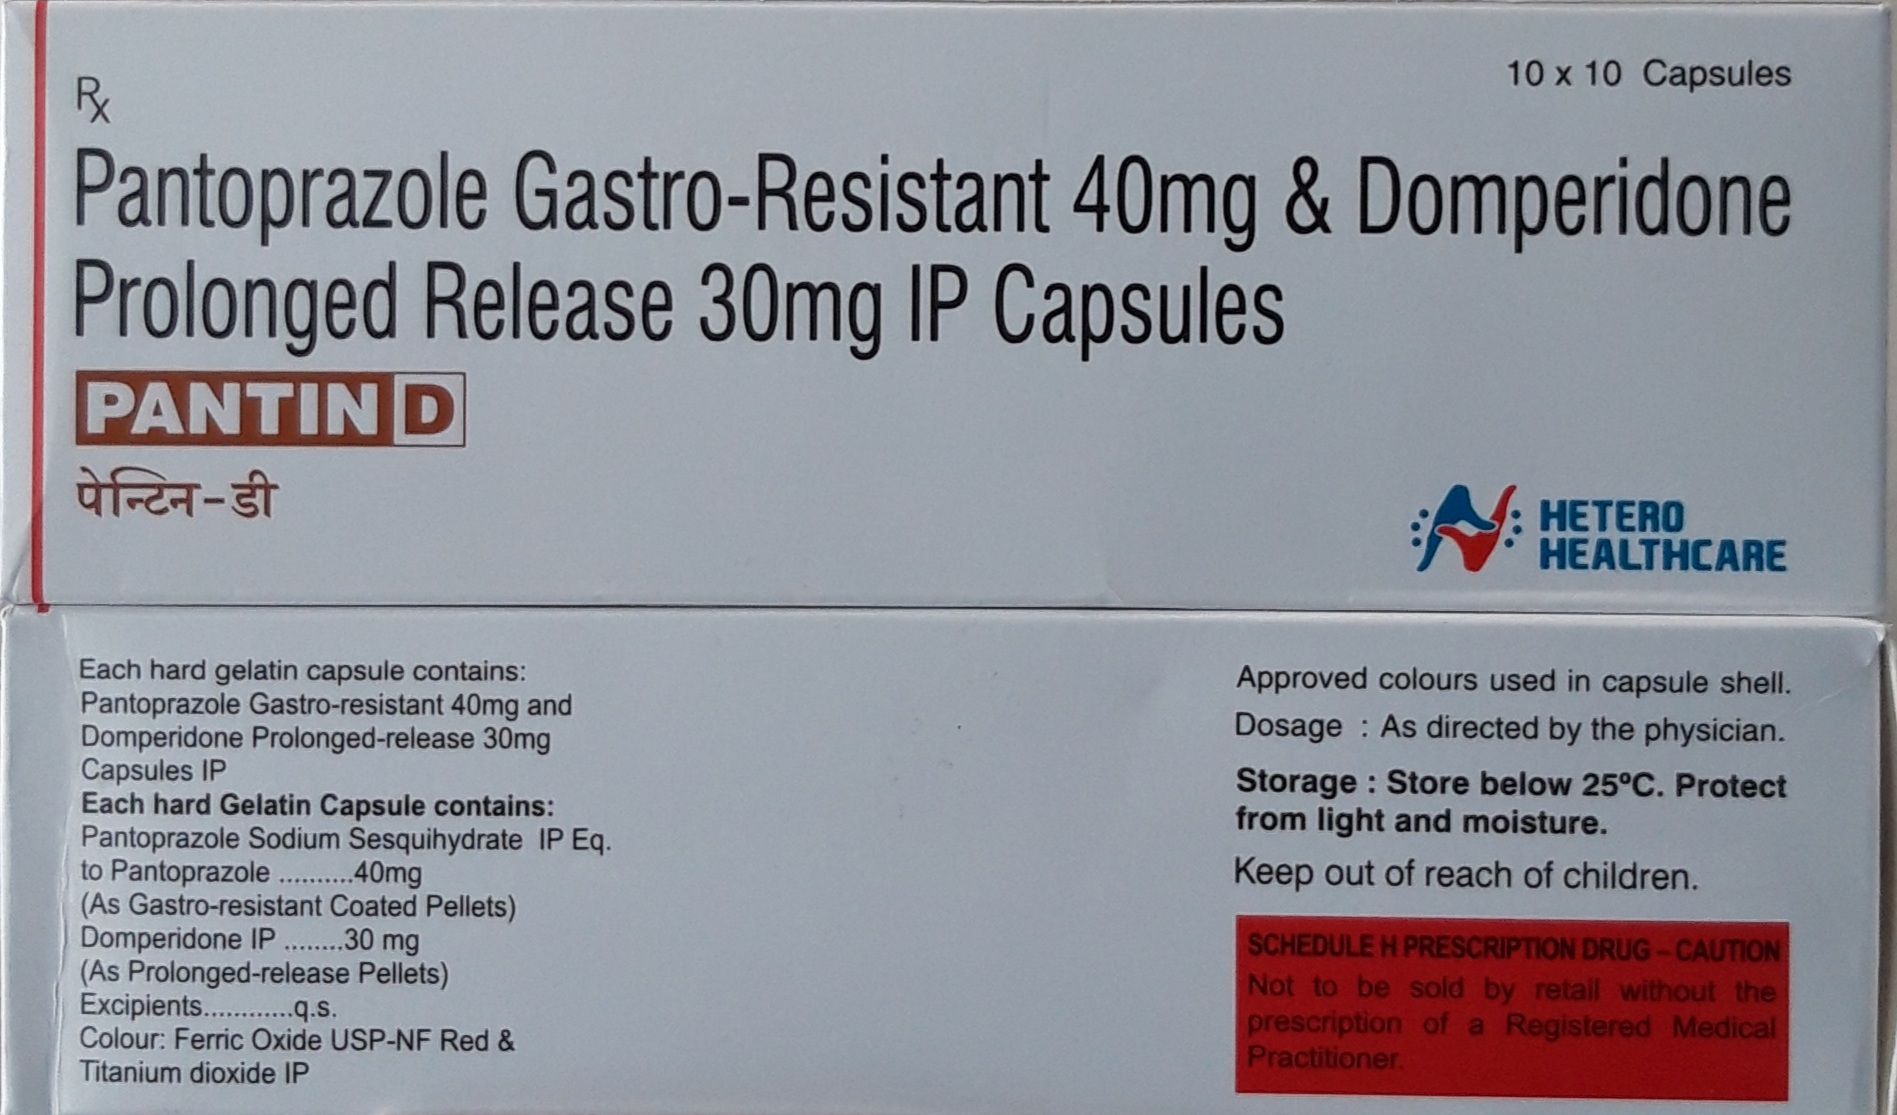 Rx
10 x 10 Capsules
Pantoprazole Gastro-Resistant 40mg & Domperidone
Prolonged Release 30mg IP Capsules
PANTIN D
पेन्टिन-डी
HETERO
HEALTHCARE
Each hard gelatin capsule contains:
Pantoprazole Gastro-resistant 40mg and
Domperidone Prolonged-release 30mg
Capsules IP
Each hard Gelatin Capsule contains:
Pantoprazole Sodium Sesquihydrate IP Eq.
to Pantoprazole ..........40mg
(As Gastro-resistant Coated Pellets)
Domperidone IP ........30 mg
(As Prolonged-release Pellets)
Excipients............q.s.
Colour: Ferric Oxide USP-NF Red &
Titanium dioxide IP
Approved colours used in capsule shell.
Dosage : As directed by the physician.
Storage : Store below 25ºC. Protect
from light and moisture.
Keep out of reach of children.
SCHEDULE H PRESCRIPTION DRUG – CAUTION
Not to be sold by retail without the
prescription of a Registered Medical
Practitioner.